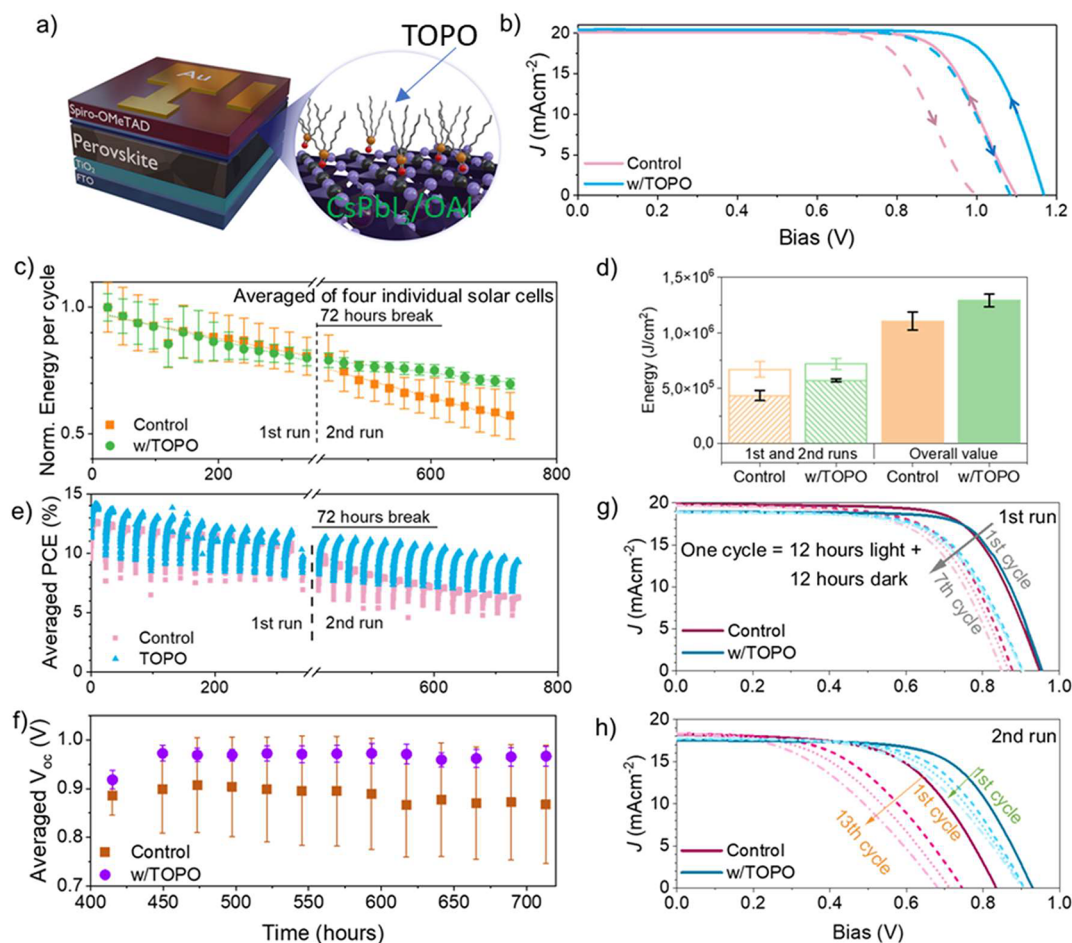 a)
TOPO
Au
Spiro-OMeTAD
Perovskite
TiO₂
FTO
CsPbI₃/OAI
b)
J (mAcm⁻²)
20
15
10
5
0
Control
w/TOPO
0.0 0.2 0.4 0.6 0.8 1.0 1.2
Bias (V)
c)
Norm. Energy per cycle
1.0
0.5
Averaged of four individual solar cells
72 hours break
Control
w/TOPO
1st run
2nd run
0 200 400 600 800
d)
Energy (J/cm²)
1,5×10⁶
1,0×10⁶
5,0×10⁵
0,0
1st and 2nd runs
Overall value
Control w/TOPO Control w/TOPO
e)
Averaged PCE (%)
15
10
5
0
72 hours break
1st run
2nd run
Control
TOPO
0 200 400 600 800
f)
Averaged Voc (V)
1.0
0.9
0.8
0.7
Control
w/TOPO
400 450 500 550 600 650 700
Time (hours)
g)
J (mAcm⁻²)
20
15
10
5
0
1st run
One cycle = 12 hours light +
12 hours dark
1st cycle
7th cycle
Control
w/TOPO
0.0 0.2 0.4 0.6 0.8 1.0
h)
J (mAcm⁻²)
20
15
10
5
0
2nd run
1st cycle
1st cycle
13th cycle
Control
w/TOPO
0.0 0.2 0.4 0.6 0.8 1.0
Bias (V)